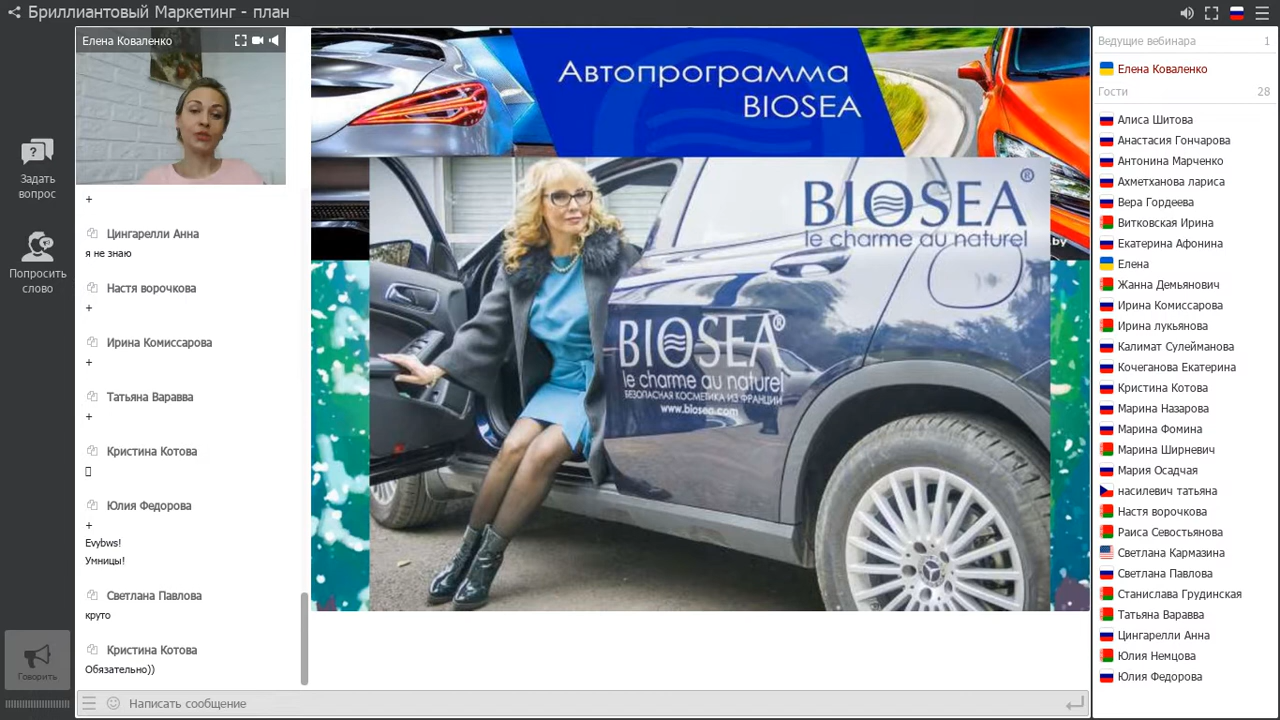 Бриллиантовый Маркетинг - план
Задать
вопрос
Попросить
слово
Говорить
Елена Коваленко
+
Цингарелли Анна
я не знаю
Настя ворочкова
+
Ирина Комиссарова
+
Татьяна Варавва
+
Кристина Котова
Юлия Федорова
+
Evybws!
Умницы!
Светлана Павлова
круто
Кристина Котова
Обязательно))
Написать сообщение
Автопрограмма
BIOSEA
BIOSEA®
le charme au naturel
by
BIOSEA®
le charme au naturel
БЕЗОПАСНАЯ КОСМЕТИКА ИЗ ФРАНЦИИ
www.biosea.com
Ведущие вебинара 1
Елена Коваленко
Гости 28
Алиса Шитова
Анастасия Гончарова
Антонина Марченко
Ахметханова лариса
Вера Гордеева
Витковская Ирина
Екатерина Афонина
Елена
Жанна Демьянович
Ирина Комиссарова
Ирина лукьянова
Калимат Сулейманова
Кочеганова Екатерина
Кристина Котова
Марина Назарова
Марина Фомина
Марина Ширневич
Мария Осадчая
насилевич татьяна
Настя ворочкова
Раиса Севостьянова
Светлана Кармазина
Светлана Павлова
Станислава Грудинская
Татьяна Варавва
Цингарелли Анна
Юлия Немцова
Юлия Федорова